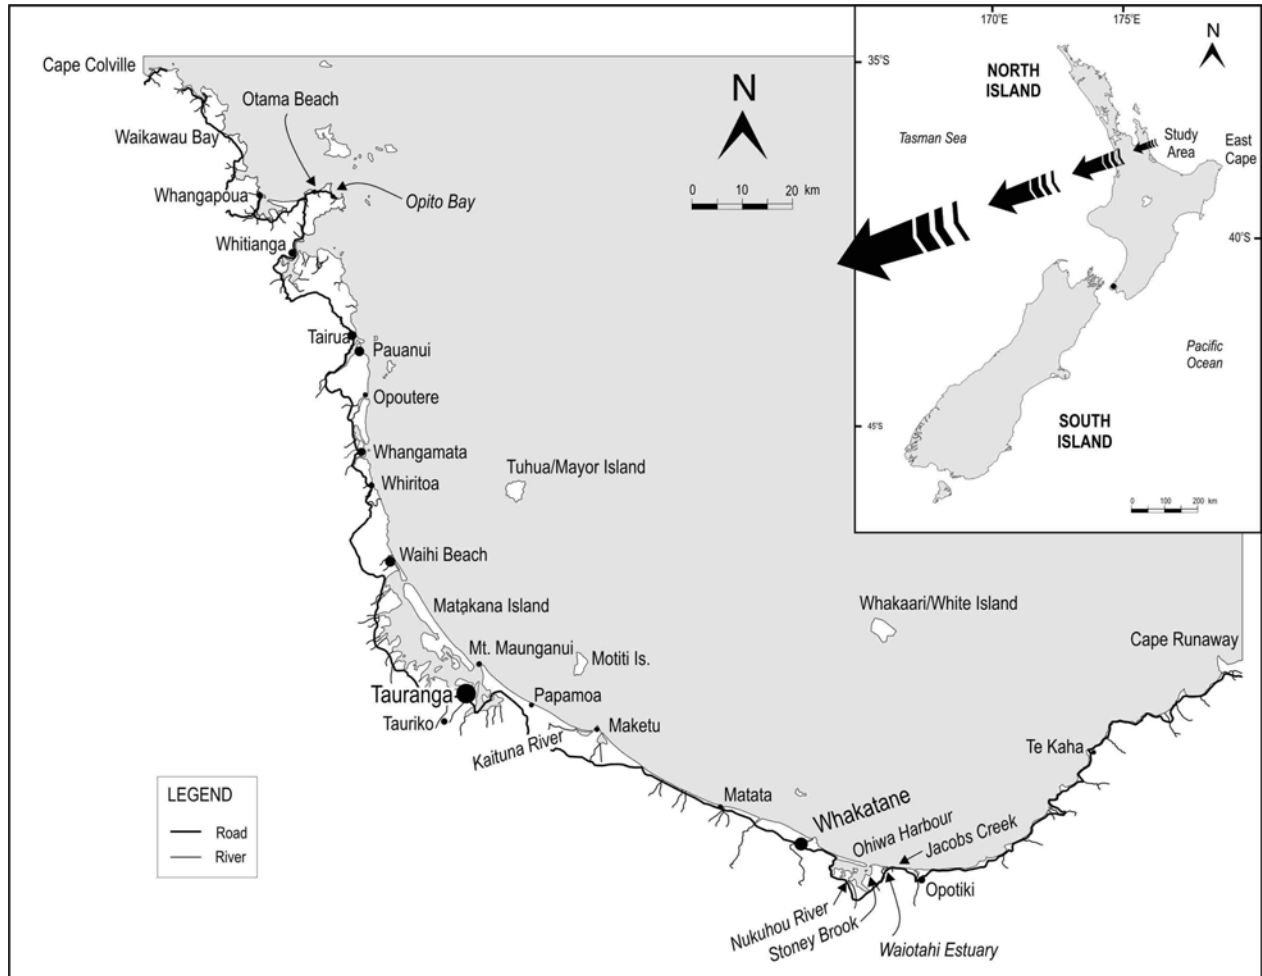 Cape Colville
Otama Beach
Waikawau Bay
Whangapoua
Opito Bay
Whitianga
N
0 10 20 km
Tairua
Pauanui
Opoutere
Whangamata
Whiritoa
Tuhua/Mayor Island
Waihi Beach
Matakana Island
Mt. Maunganui
Motiti Is.
Whakaari/White Island
Cape Runaway
Tauranga
Papamoa
Tauriko
Maketu
Kaituna River
Te Kaha
Matata
Whakatane
Ohiwa Harbour
Jacobs Creek
Opotiki
Nukuhou River
Stoney Brook
Waiotahi Estuary
LEGEND
Road
River
170°E
175°E
N
35°S
NORTH
ISLAND
Tasman Sea
Study
Area
East
Cape
40°S
Pacific
Ocean
45°S
SOUTH
ISLAND
0 100 200 km